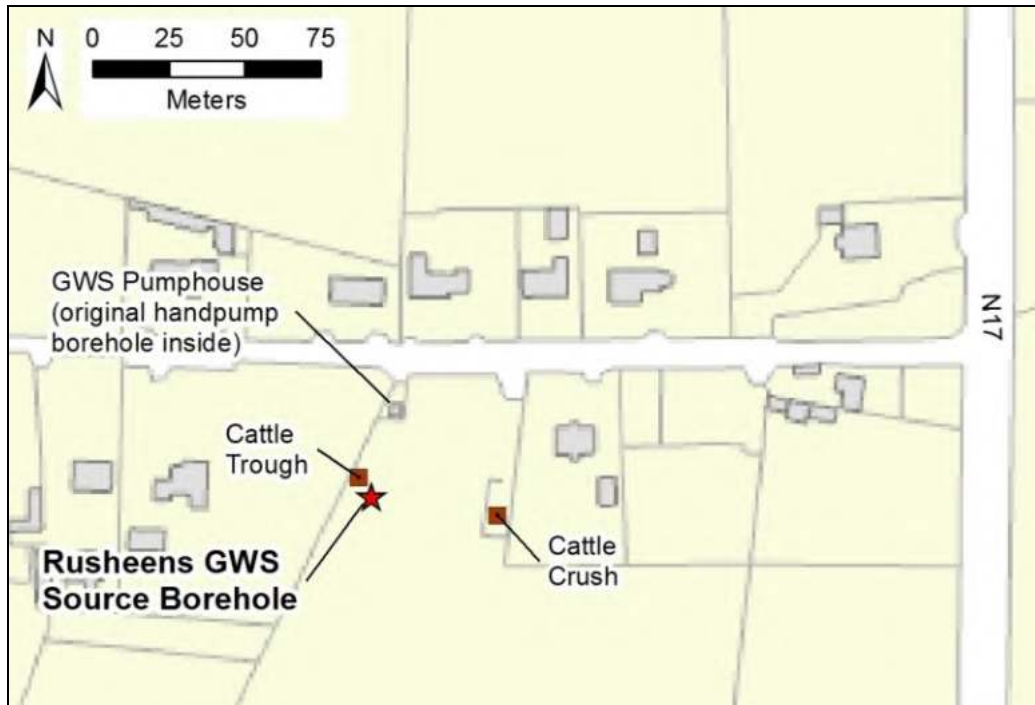 N
0 25 50 75
Meters
GWS Pumphouse
(original handpump
borehole inside)
N17
Cattle
Trough
Rusheens GWS
Source Borehole
Cattle
Crush